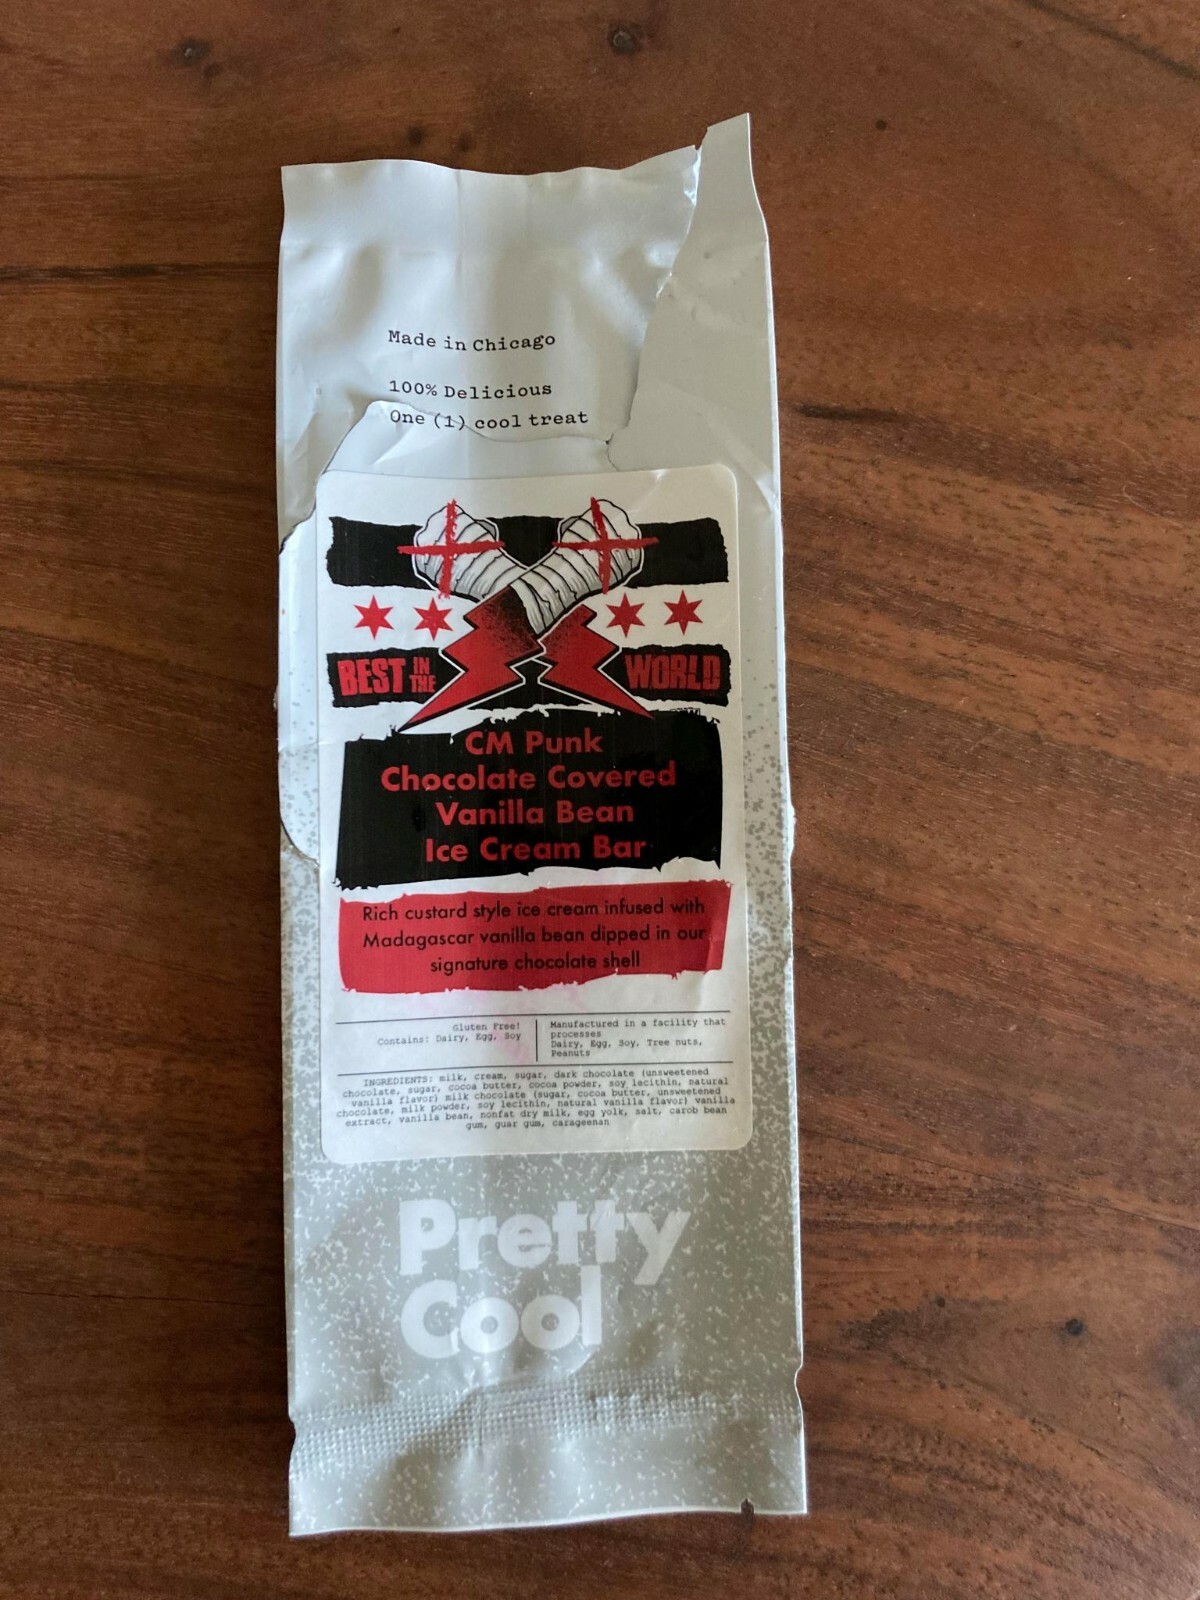 Made in Chicago
100% Delicious
One (1) cool treat
BEST IN THE WORLD
CM Punk
Chocolate Covered
Vanilla Bean
Ice Cream Bar
Rich custard style ice cream infused with
Madagascar vanilla bean dipped in our
signature chocolate shell
Gluten Free!
Contains: Dairy, Egg, Soy
Manufactured in a facility that
processes
Dairy, Egg, Soy, Tree nuts,
Peanuts
INGREDIENTS: milk, cream, sugar, dark chocolate (unsweetened
chocolate, sugar, cocoa butter, cocoa powder, soy lecithin, natural
vanilla flavor) milk chocolate (sugar, cocoa butter, unsweetened
chocolate, milk powder, soy lecithin, natural vanilla flavor) vanilla
extract, vanilla bean, nonfat dry milk, egg yolk, salt, carob bean
gum, guar gum, carageenan
Pretty
Cool